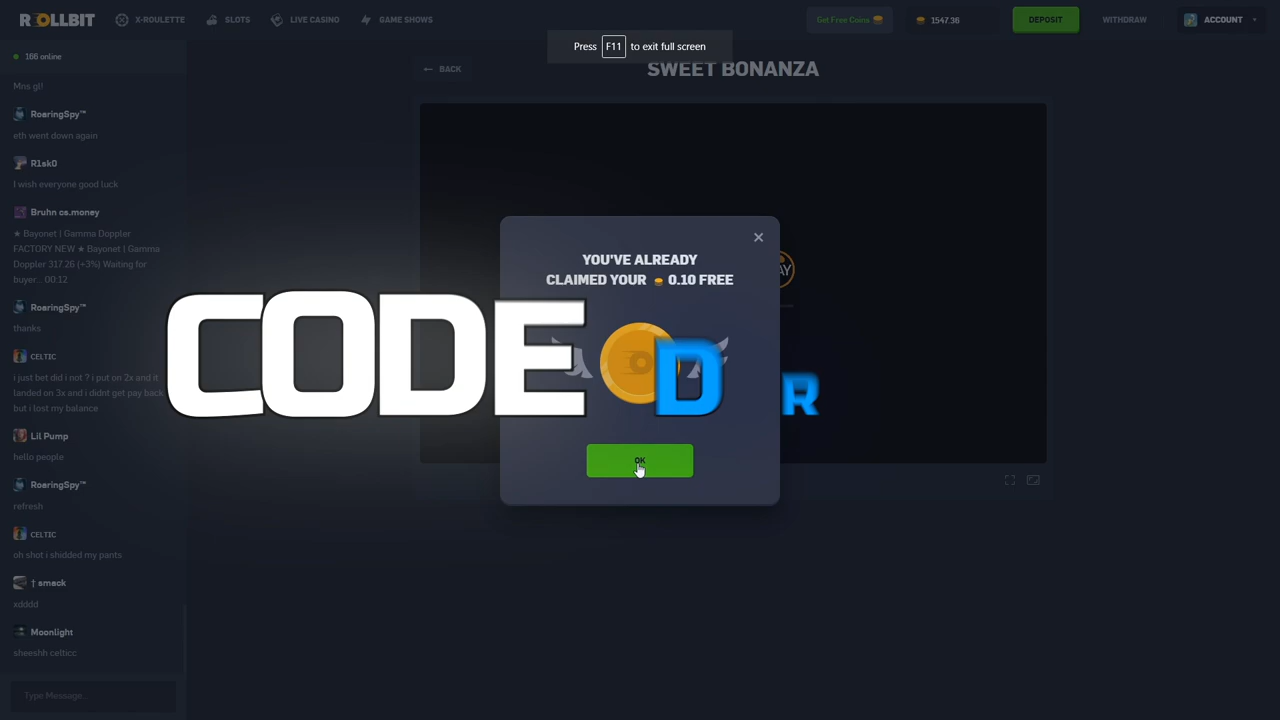 ROLLBIT
X-ROULETTE
SLOTS
LIVE CASINO
GAME SHOWS
Get Free Coins
1547.36
DEPOSIT
WITHDRAW
ACCOUNT
Press F11 to exit full screen
166 online
BACK
SWEET BONANZA
Mns gl!
RoaringSpy™
eth went down again
R1sk0
I wish everyone good luck
Bruhn cs.money
★ Bayonet | Gamma Doppler
FACTORY NEW ★ Bayonet | Gamma
Doppler 317.26 (+3%) Waiting for
buyer... 00:12
RoaringSpy™
thanks
CELTIC
i just bet did i not ? i put on 2x and it
landed on 3x and i didnt get pay back
but i lost my balance
Lil Pump
hello people
RoaringSpy™
refresh
CELTIC
oh shot i shidded my pants
† smack
xdddd
Moonlight
sheeshh celticc
Type Message...
YOU'VE ALREADY
CLAIMED YOUR 0.10 FREE
CODE D R
OK